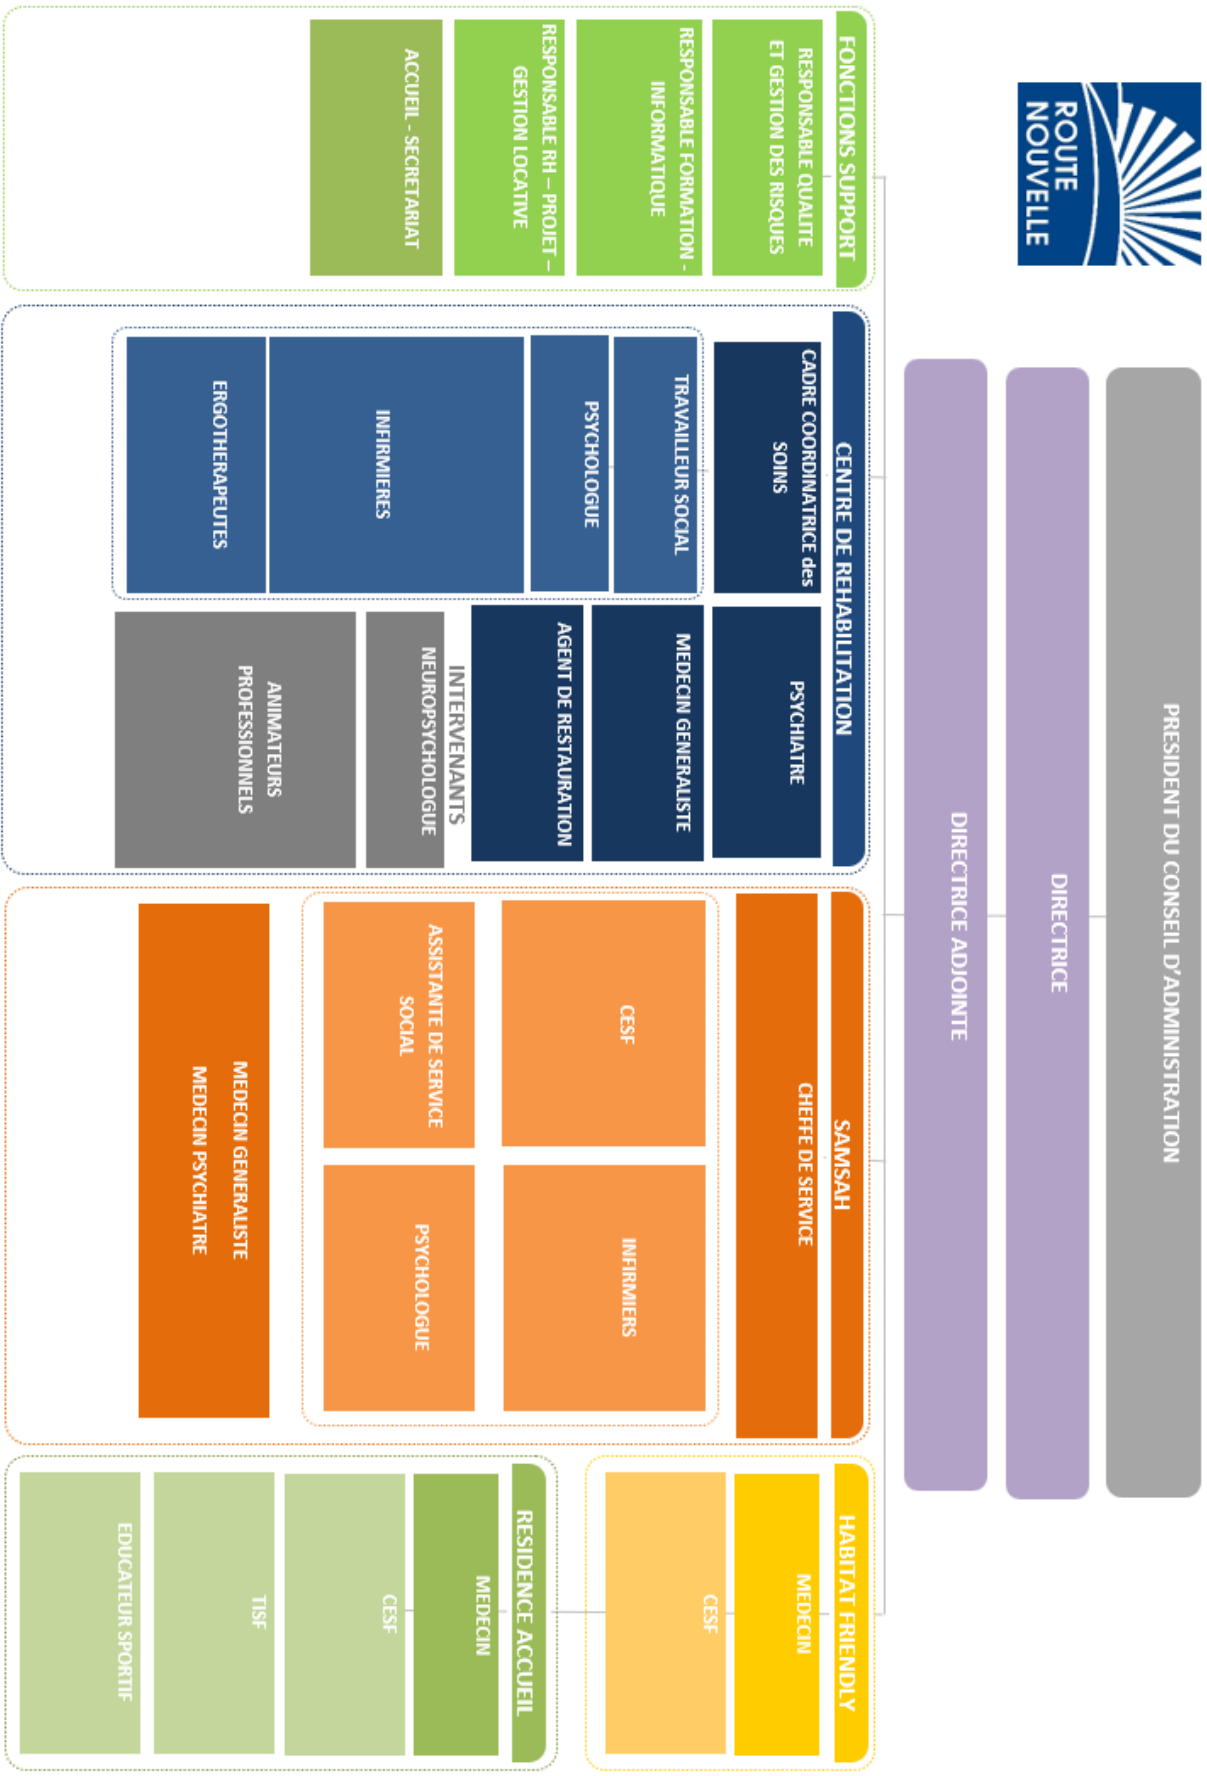 ROUTE
NOUVELLE
PRESIDENT DU CONSEIL D'ADMINISTRATION
DIRECTRICE
DIRECTRICE ADJOINTE
FONCTIONS SUPPORT
RESPONSABLE QUALITE
ET GESTION DES RISQUES
RESPONSABLE FORMATION -
INFORMATIQUE
RESPONSABLE RH – PROJET –
GESTION LOCATIVE
ACCUEIL - SECRETARIAT
CENTRE DE REHABILITATION
CADRE COORDINATRICE des
SOINS
TRAVAILLEUR SOCIAL
PSYCHOLOGUE
INFIRMIERES
ERGOTHERAPEUTES
PSYCHIATRE
MEDECIN GENERALISTE
AGENT DE RESTAURATION
INTERVENANTS
NEUROPSYCHOLOGUE
ANIMATEURS
PROFESSIONNELS
SAMSAH
CHEFFE DE SERVICE
CESF
INFIRMIERS
ASSISTANTE DE SERVICE
SOCIAL
PSYCHOLOGUE
MEDECIN GENERALISTE
MEDECIN PSYCHIATRE
HABITAT FRIENDLY
MEDECIN
CESF
RESIDENCE ACCUEIL
MEDECIN
CESF
TISF
EDUCATEUR SPORTIF